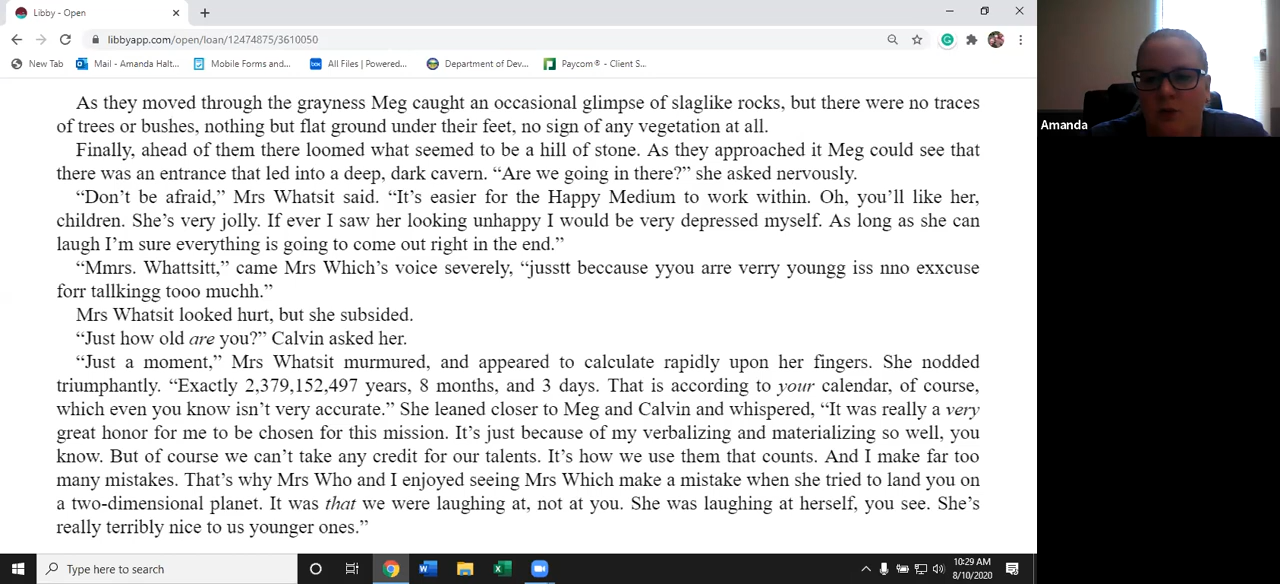 Libby - Open
libbyapp.com/open/loan/12474875/3610050
New Tab Mail - Amanda Halt... Mobile Forms and... box All Files | Powered... Department of Dev... Paycom® - Client S...
As they moved through the grayness Meg caught an occasional glimpse of slaglike rocks, but there were no traces
of trees or bushes, nothing but flat ground under their feet, no sign of any vegetation at all.
Finally, ahead of them there loomed what seemed to be a hill of stone. As they approached it Meg could see that
there was an entrance that led into a deep, dark cavern. “Are we going in there?” she asked nervously.
“Don’t be afraid,” Mrs Whatsit said. “It’s easier for the Happy Medium to work within. Oh, you’ll like her,
children. She’s very jolly. If ever I saw her looking unhappy I would be very depressed myself. As long as she can
laugh I’m sure everything is going to come out right in the end.”
“Mmrs. Whattsitt,” came Mrs Which’s voice severely, “jusstt beccause yyou arre verry youngg iss nno exxcuse
forr tallkingg tooo muchh.”
Mrs Whatsit looked hurt, but she subsided.
“Just how old are you?” Calvin asked her.
“Just a moment,” Mrs Whatsit murmured, and appeared to calculate rapidly upon her fingers. She nodded
triumphantly. “Exactly 2,379,152,497 years, 8 months, and 3 days. That is according to your calendar, of course,
which even you know isn’t very accurate.” She leaned closer to Meg and Calvin and whispered, “It was really a very
great honor for me to be chosen for this mission. It’s just because of my verbalizing and materializing so well, you
know. But of course we can’t take any credit for our talents. It’s how we use them that counts. And I make far too
many mistakes. That’s why Mrs Who and I enjoyed seeing Mrs Which make a mistake when she tried to land you on
a two-dimensional planet. It was that we were laughing at, not at you. She was laughing at herself, you see. She’s
really terribly nice to us younger ones.”
Amanda
Type here to search
10:29 AM
8/10/2020